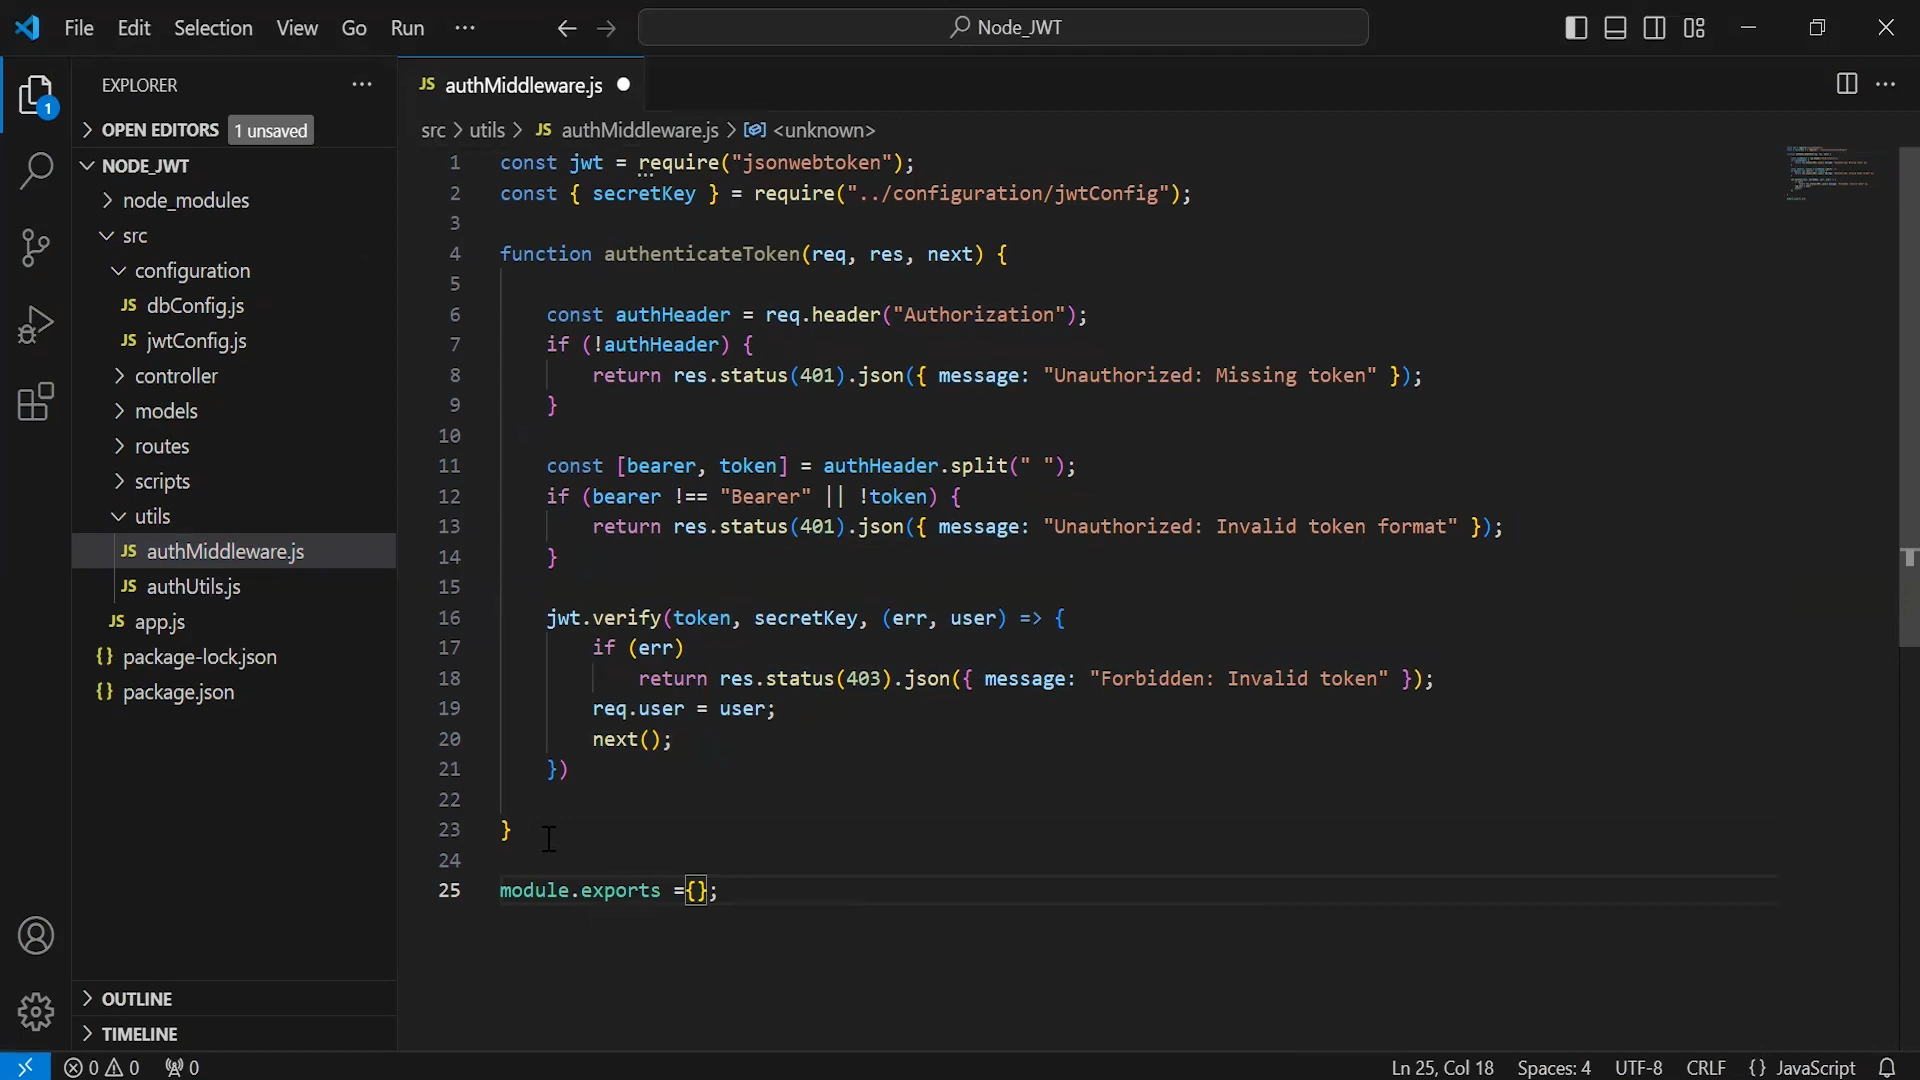 File Edit Selection View Go Run ···
Node_JWT
EXPLORER
1
OPEN EDITORS 1 unsaved
NODE_JWT
node_modules
src
configuration
JS dbConfig.js
JS jwtConfig.js
controller
models
routes
scripts
utils
JS authMiddleware.js
JS authUtils.js
JS app.js
{} package-lock.json
{} package.json
OUTLINE
TIMELINE
JS authMiddleware.js
src > utils > JS authMiddleware.js > <unknown>
1 const jwt = require("jsonwebtoken");
2 const { secretKey } = require("../configuration/jwtConfig");
3
4 function authenticateToken(req, res, next) {
5
6 const authHeader = req.header("Authorization");
7 if (!authHeader) {
8 return res.status(401).json({ message: "Unauthorized: Missing token" });
9 }
10
11 const [bearer, token] = authHeader.split(" ");
12 if (bearer !== "Bearer" || !token) {
13 return res.status(401).json({ message: "Unauthorized: Invalid token format" });
14 }
15
16 jwt.verify(token, secretKey, (err, user) => {
17 if (err)
18 return res.status(403).json({ message: "Forbidden: Invalid token" });
19 req.user = user;
20 next();
21 })
22
23 }
24
25 module.exports ={};
0 0 0
Ln 25, Col 18 Spaces: 4 UTF-8 CRLF {} JavaScript